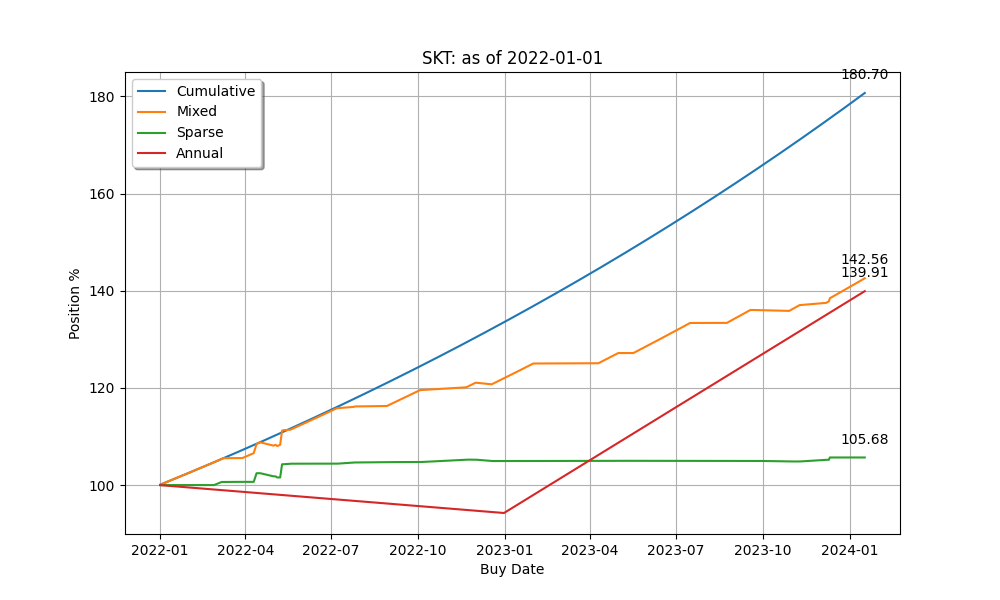 SKT: as of 2022-01-01
Cumulative
Mixed
Sparse
Annual
180.70
142.56
139.91
105.68
180
160
140
120
100
Position %
2022-01 2022-04 2022-07 2022-10 2023-01 2023-04 2023-07 2023-10 2024-01
Buy Date